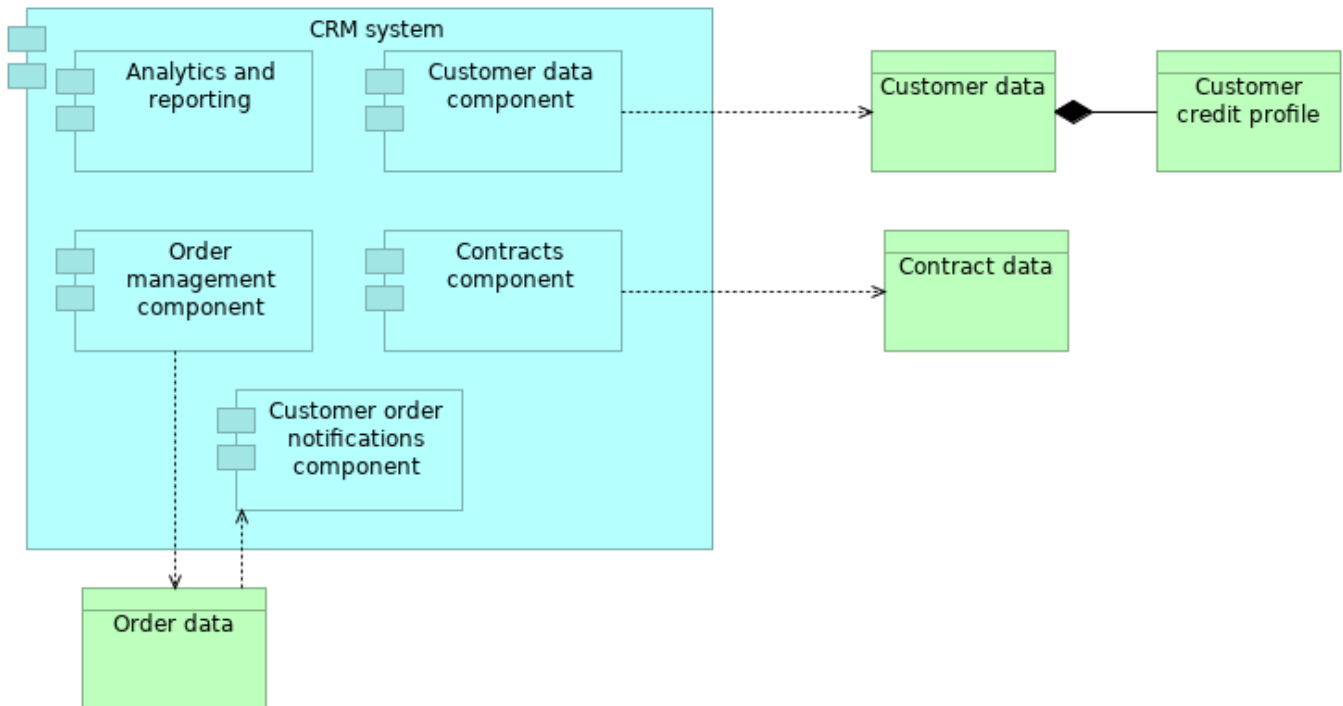 CRM system
Analytics and
reporting
Customer data
component
Customer data
Customer
credit profile
Order
management
component
Contracts
component
Contract data
Customer order
notifications
component
Order data